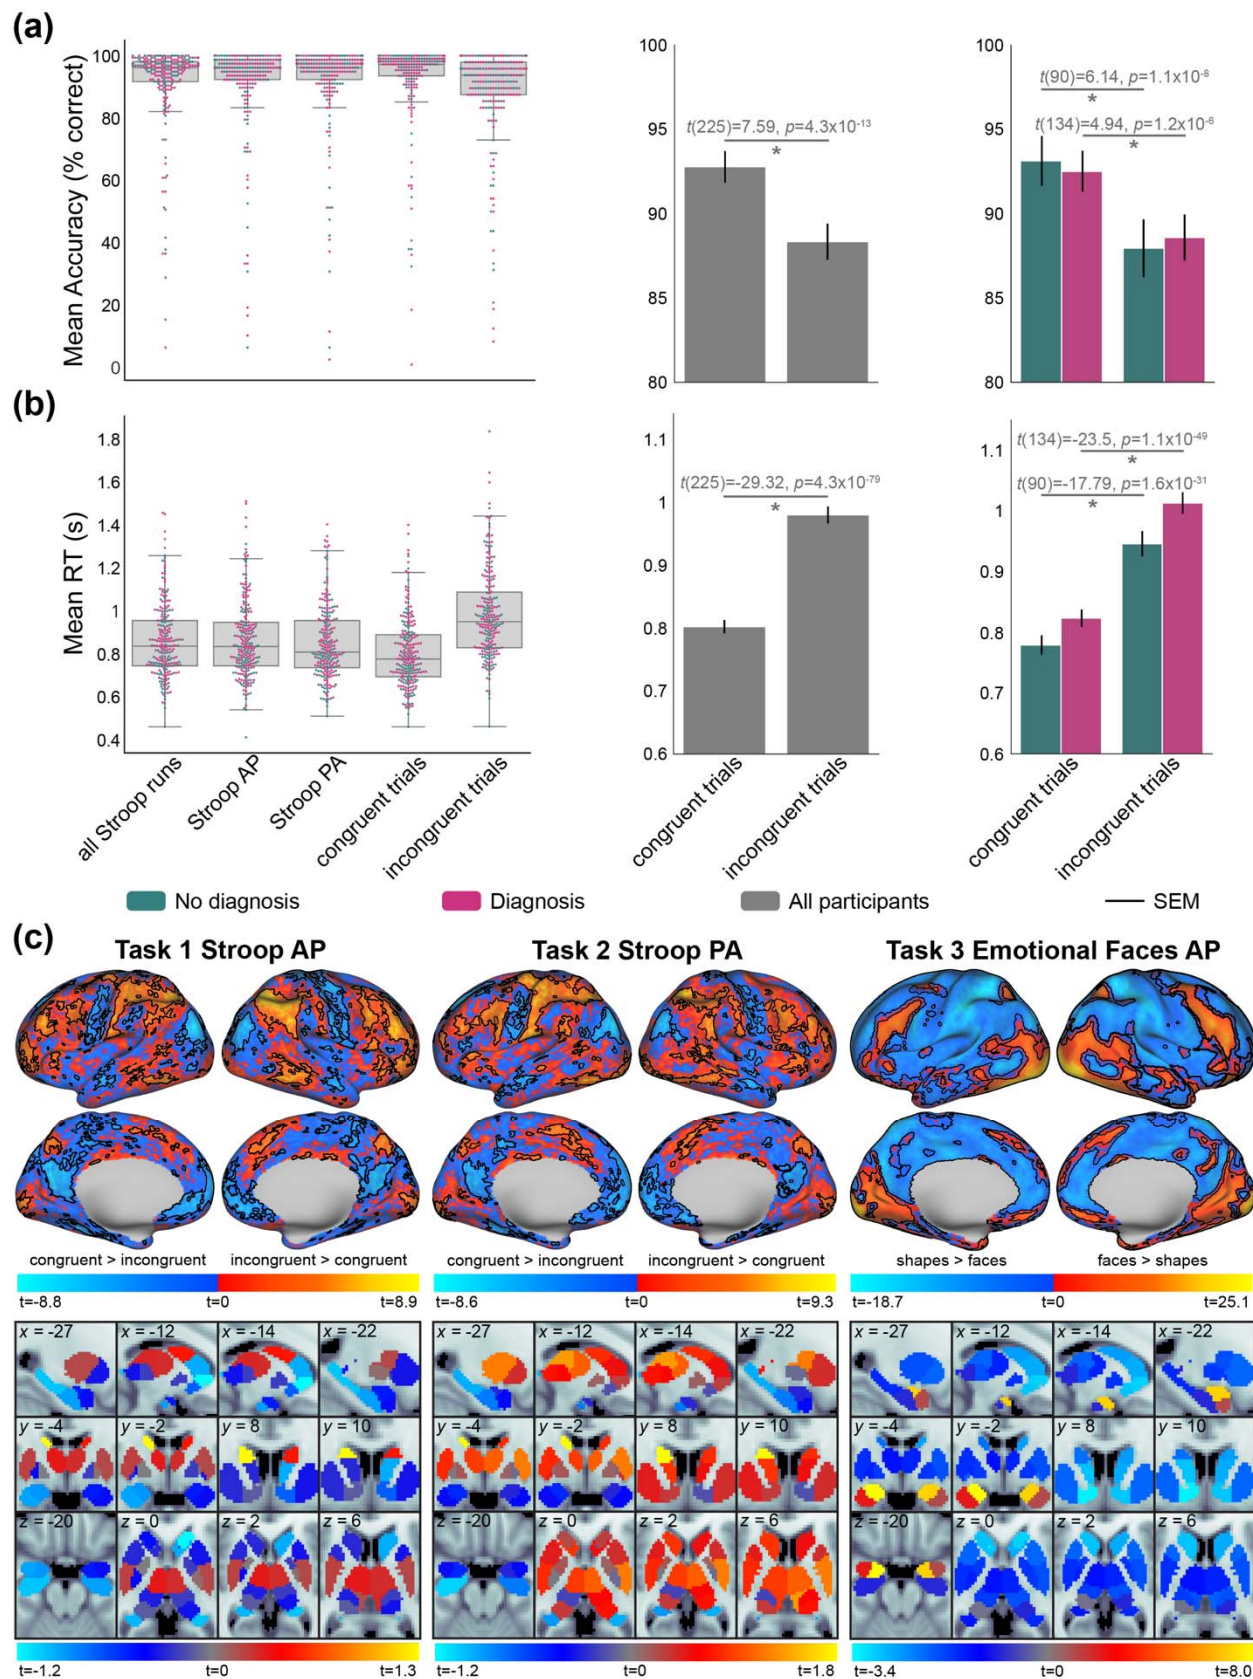 (a)
Mean Accuracy (% correct)
100
80
60
40
20
0
100
95
90
85
80
t(225)=7.59, p=4.3x10-13
*
100
95
90
85
80
t(90)=6.14, p=1.1x10-8
*
t(134)=4.94, p=1.2x10-6
*
(b)
Mean RT (s)
1.8
1.6
1.4
1.2
1
0.8
0.6
0.4
all Stroop runs
Stroop AP
Stroop PA
congruent trials
incongruent trials
1.1
1
0.9
0.8
0.7
0.6
t(225)=-29.32, p=4.3x10-79
*
congruent trials
incongruent trials
1.1
1
0.9
0.8
0.7
0.6
t(134)=-23.5, p=1.1x10-49
*
t(90)=-17.79, p=1.6x10-31
*
congruent trials
incongruent trials
No diagnosis
Diagnosis
All participants
SEM
(c)
Task 1 Stroop AP
Task 2 Stroop PA
Task 3 Emotional Faces AP
congruent > incongruent
incongruent > congruent
congruent > incongruent
incongruent > congruent
shapes > faces
faces > shapes
t=-8.8 t=0 t=8.9
t=-8.6 t=0 t=9.3
t=-18.7 t=0 t=25.1
x = -27 x = -12 x = -14 x = -22
x = -27 x = -12 x = -14 x = -22
x = -27 x = -12 x = -14 x = -22
y = -4 y = -2 y = 8 y = 10
y = -4 y = -2 y = 8 y = 10
y = -4 y = -2 y = 8 y = 10
z = -20 z = 0 z = 2 z = 6
z = -20 z = 0 z = 2 z = 6
z = -20 z = 0 z = 2 z = 6
t=-1.2 t=0 t=1.3
t=-1.2 t=0 t=1.8
t=-3.4 t=0 t=8.0